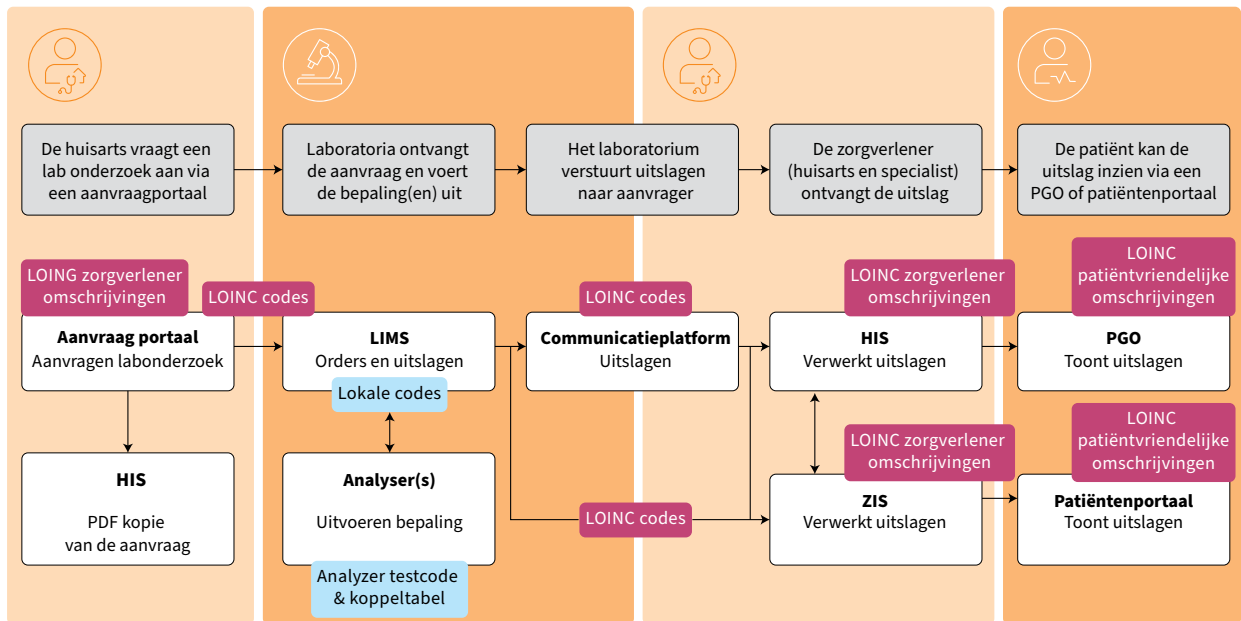 De huisarts vraagt een
lab onderzoek aan via
een aanvraagportaal
Laboratoria ontvangt
de aanvraag en voert
de bepaling(en) uit
Het laboratorium
verstuurt uitslagen
naar aanvrager
De zorgverlener
(huisarts en specialist)
ontvangt de uitslag
De patiënt kan de
uitslag inzien via een
PGO of patiëntenportaal
LOING zorgverlener
omschrijvingen
LOINC codes
LOINC codes
LOINC zorgverlener
omschrijvingen
LOINC
patiëntvriendelijke
omschrijvingen
Aanvraag portaal
Aanvragen labonderzoek
LIMS
Orders en uitslagen
Lokale codes
Communicatieplatform
Uitslagen
HIS
Verwerkt uitslagen
PGO
Toont uitslagen
LOINC zorgverlener
omschrijvingen
LOINC
patiëntvriendelijke
omschrijvingen
HIS
PDF kopie
van de aanvraag
Analyser(s)
Uitvoeren bepaling
Analyzer testcode
& koppeltabel
LOINC codes
ZIS
Verwerkt uitslagen
Patiëntenportaal
Toont uitslagen